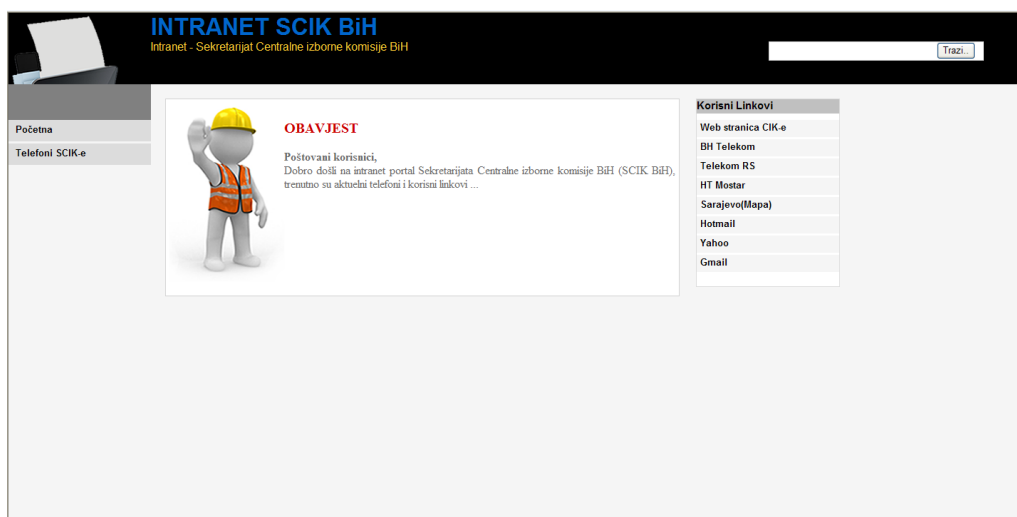 INTRANET SCIK BiH
Intranet - Sekretarijat Centralne izborne komisije BiH
Trazi..
Početna
Telefoni SCIK-e
OBAVJEST
Poštovani korisnici,
Dobro došli na intranet portal Sekretarijata Centralne izborne komisije BiH (SCIK BiH),
trenutno su aktuelni telefoni i korisni linkovi ...
Korisni Linkovi
Web stranica CIK-e
BH Telekom
Telekom RS
HT Mostar
Sarajevo(Mapa)
Hotmail
Yahoo
Gmail